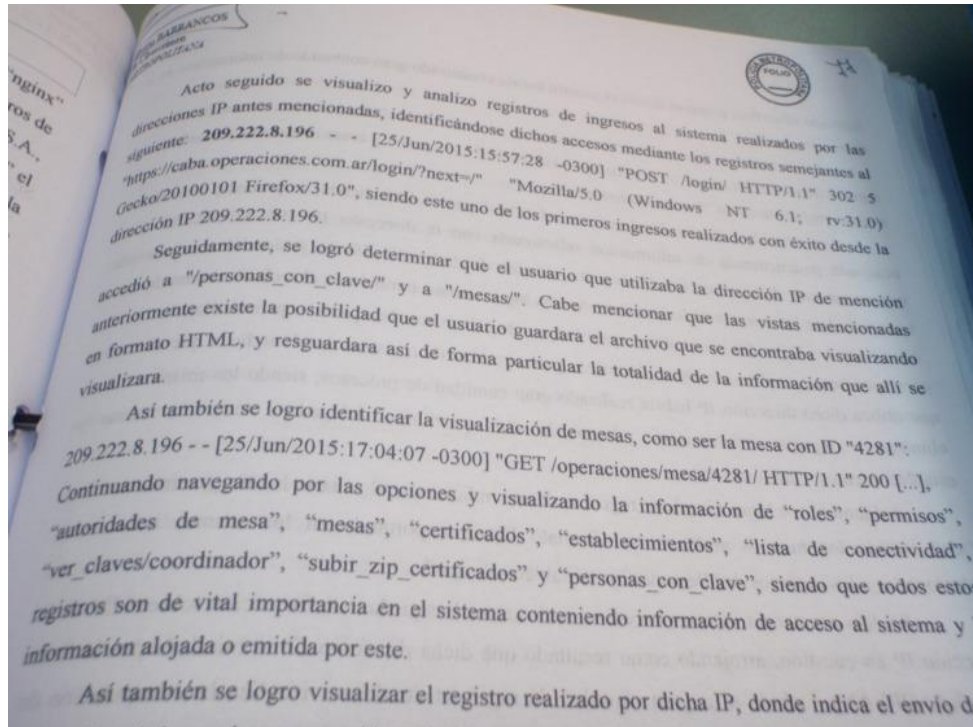 "nginx"
ros de
S.A.,
el
la
BARRANCOS
METROPOLITANA
FOLIO
Acto seguido se visualizo y analizo registros de ingresos al sistema realizados por las
direcciones IP antes mencionadas, identificándose dichos accesos mediante los registros semejantes al
siguiente: 209.222.8.196 - - [25/Jun/2015:15:57:28 -0300] "POST /login/ HTTP/1.1" 302 5
"https://caba.operaciones.com.ar/login/?next=/" "Mozilla/5.0 (Windows NT 6.1; rv:31.0)
Gecko/20100101 Firefox/31.0", siendo este uno de los primeros ingresos realizados con éxito desde la
dirección IP 209.222.8.196.
Seguidamente, se logró determinar que el usuario que utilizaba la dirección IP de mención
accedió a "/personas_con_clave/" y a "/mesas/". Cabe mencionar que las vistas mencionadas
anteriormente existe la posibilidad que el usuario guardara el archivo que se encontraba visualizando
en formato HTML, y resguardara así de forma particular la totalidad de la información que allí se
visualizara.
Así también se logro identificar la visualización de mesas, como ser la mesa con ID "4281":
209.222.8.196 - - [25/Jun/2015:17:04:07 -0300] "GET /operaciones/mesa/4281/ HTTP/1.1" 200 [...],
Continuando navegando por las opciones y visualizando la información de “roles”, “permisos”,
“autoridades de mesa”, “mesas”, “certificados”, “establecimientos”, “lista de conectividad”,
“ver_claves/coordinador”, “subir_zip_certificados” y “personas_con_clave”, siendo que todos esto
registros son de vital importancia en el sistema conteniendo información de acceso al sistema y
información alojada o emitida por este.
Así también se logro visualizar el registro realizado por dicha IP, donde indica el envío d